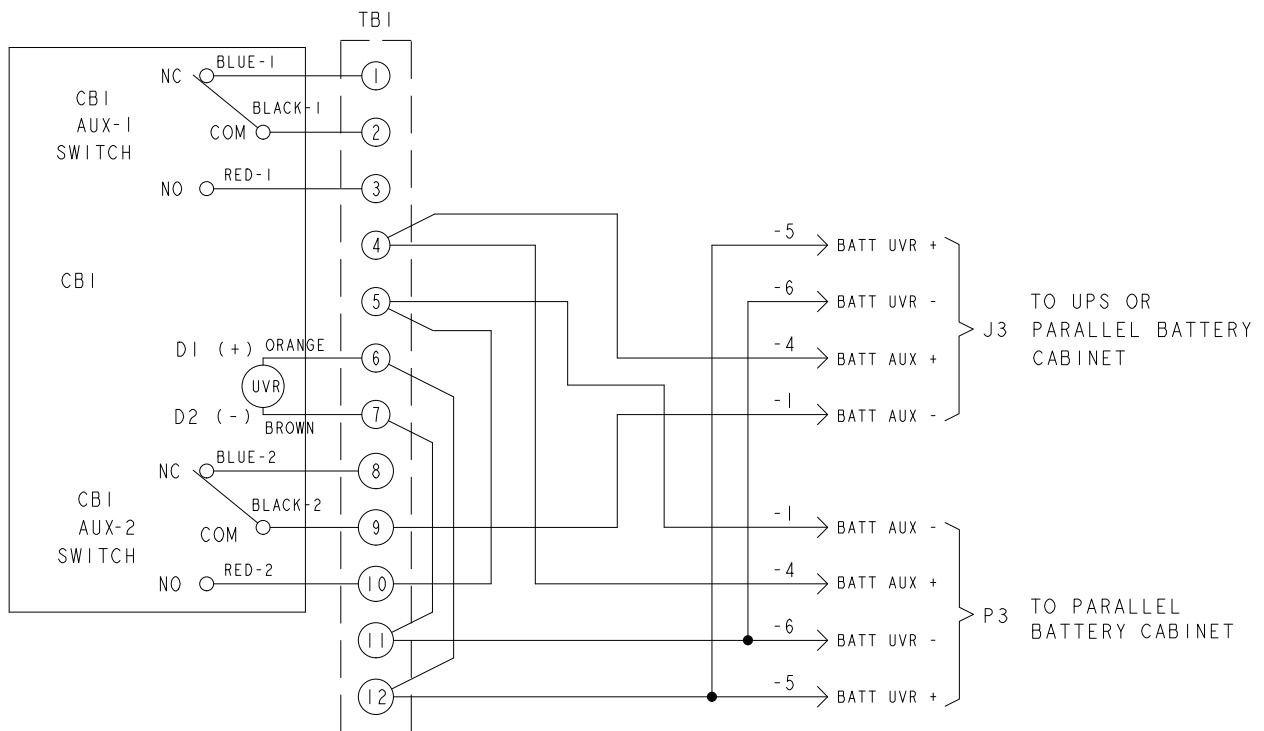 TB1
NC
BLUE-1
1
CB1
AUX-1
SWITCH
BLACK-1
COM
2
NO
RED-1
3
4
CB1
5
D1 (+)
ORANGE
6
UVR
D2 (-)
BROWN
7
NC
BLUE-2
8
CB1
AUX-2
SWITCH
BLACK-2
COM
9
NO
RED-2
10
11
12
-5
BATT UVR +
-6
BATT UVR -
-4
BATT AUX +
-1
BATT AUX -
J3
TO UPS OR
PARALLEL BATTERY
CABINET
-1
BATT AUX -
-4
BATT AUX +
-6
BATT UVR -
-5
BATT UVR +
P3
TO PARALLEL
BATTERY CABINET